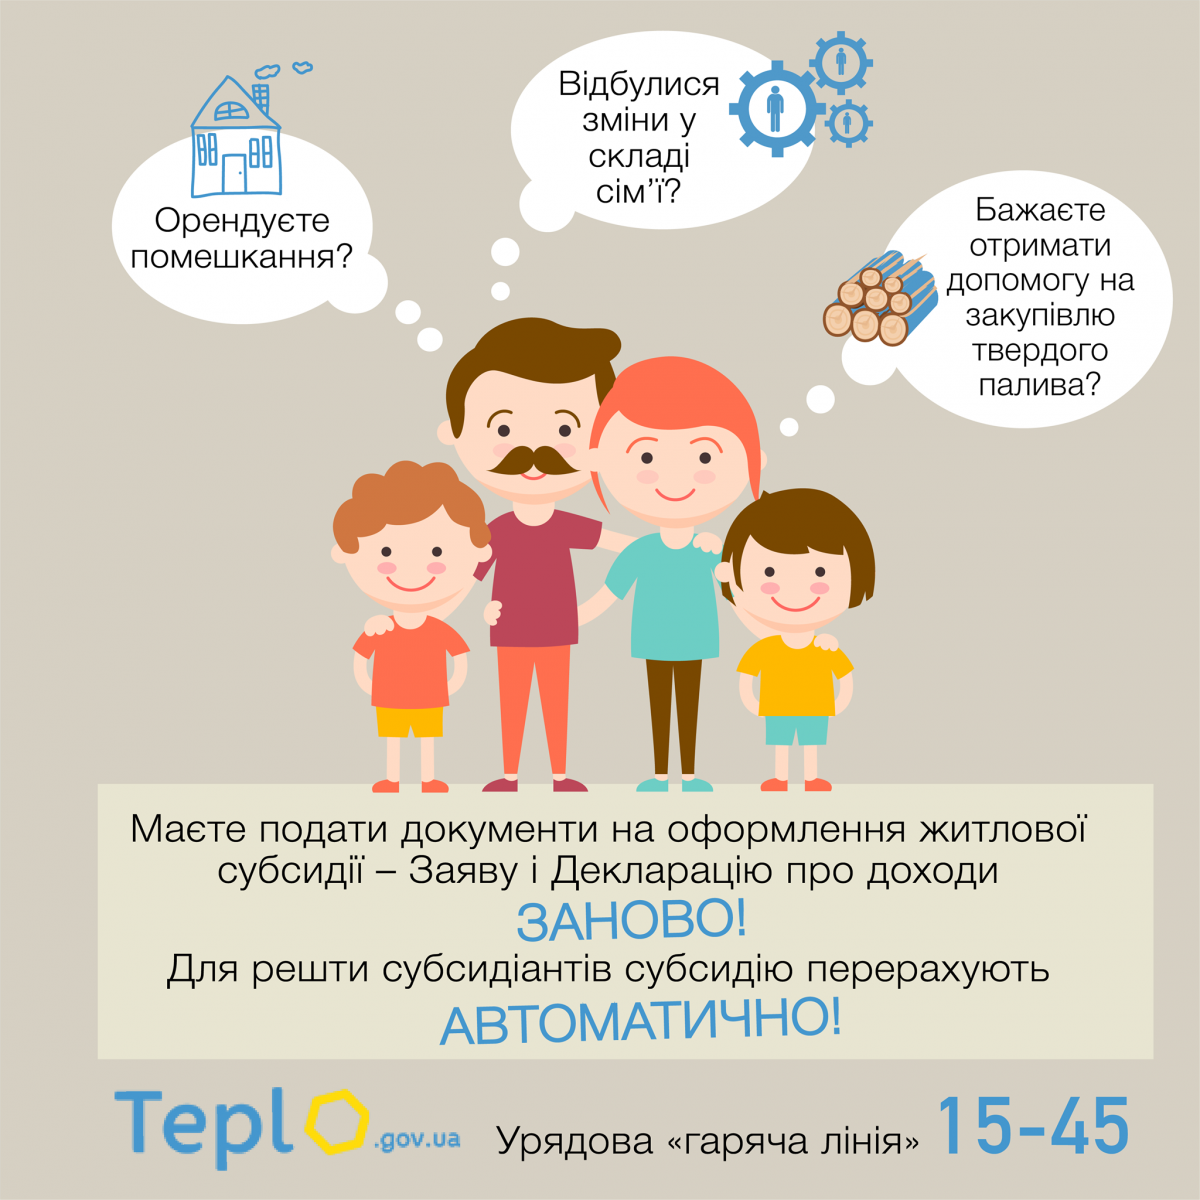 Орендуєте
помешкання?
Відбулися
зміни у
складі
сім’ї?
Бажаєте
отримати
допомогу на
закупівлю
твердого
палива?
Маєте подати документи на оформлення житлової
субсидії – Заяву і Декларацію про доходи
ЗАНОВО!
Для решти субсидіантів субсидію перерахують
АВТОМАТИЧНО!
Teplo.gov.ua
Урядова «гаряча лінія» 15-45